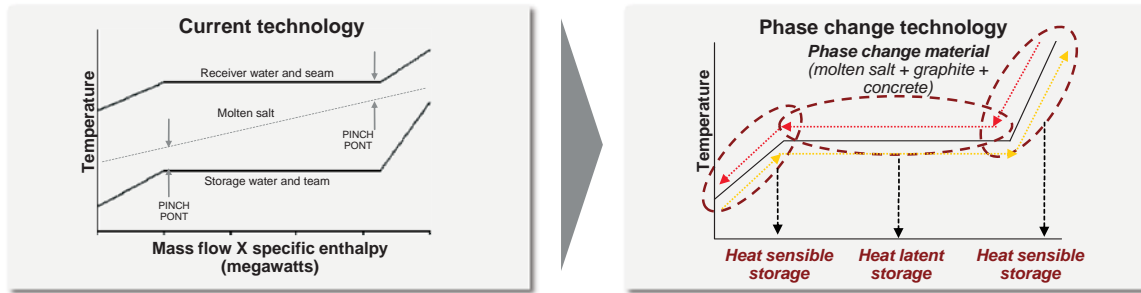 Current technology
Temperature
Receiver water and seam
Molten salt
PINCH
PONT
Storage water and team
PINCH
PONT
Mass flow X specific enthalpy
(megawatts)
Phase change technology
Phase change material
(molten salt + graphite +
concrete)
Temperature
Heat sensible
storage
Heat latent
storage
Heat sensible
storage